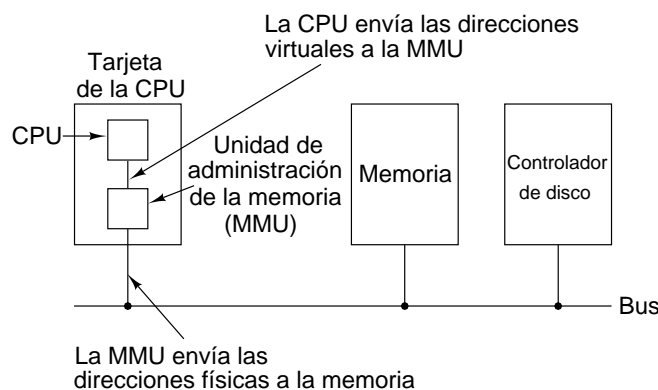 La CPU envía las direcciones
virtuales a la MMU
Tarjeta
de la CPU
CPU
Unidad de
administración
de la memoria
(MMU)
Memoria
Controlador
de disco
Bus
La MMU envía las
direcciones físicas a la memoria